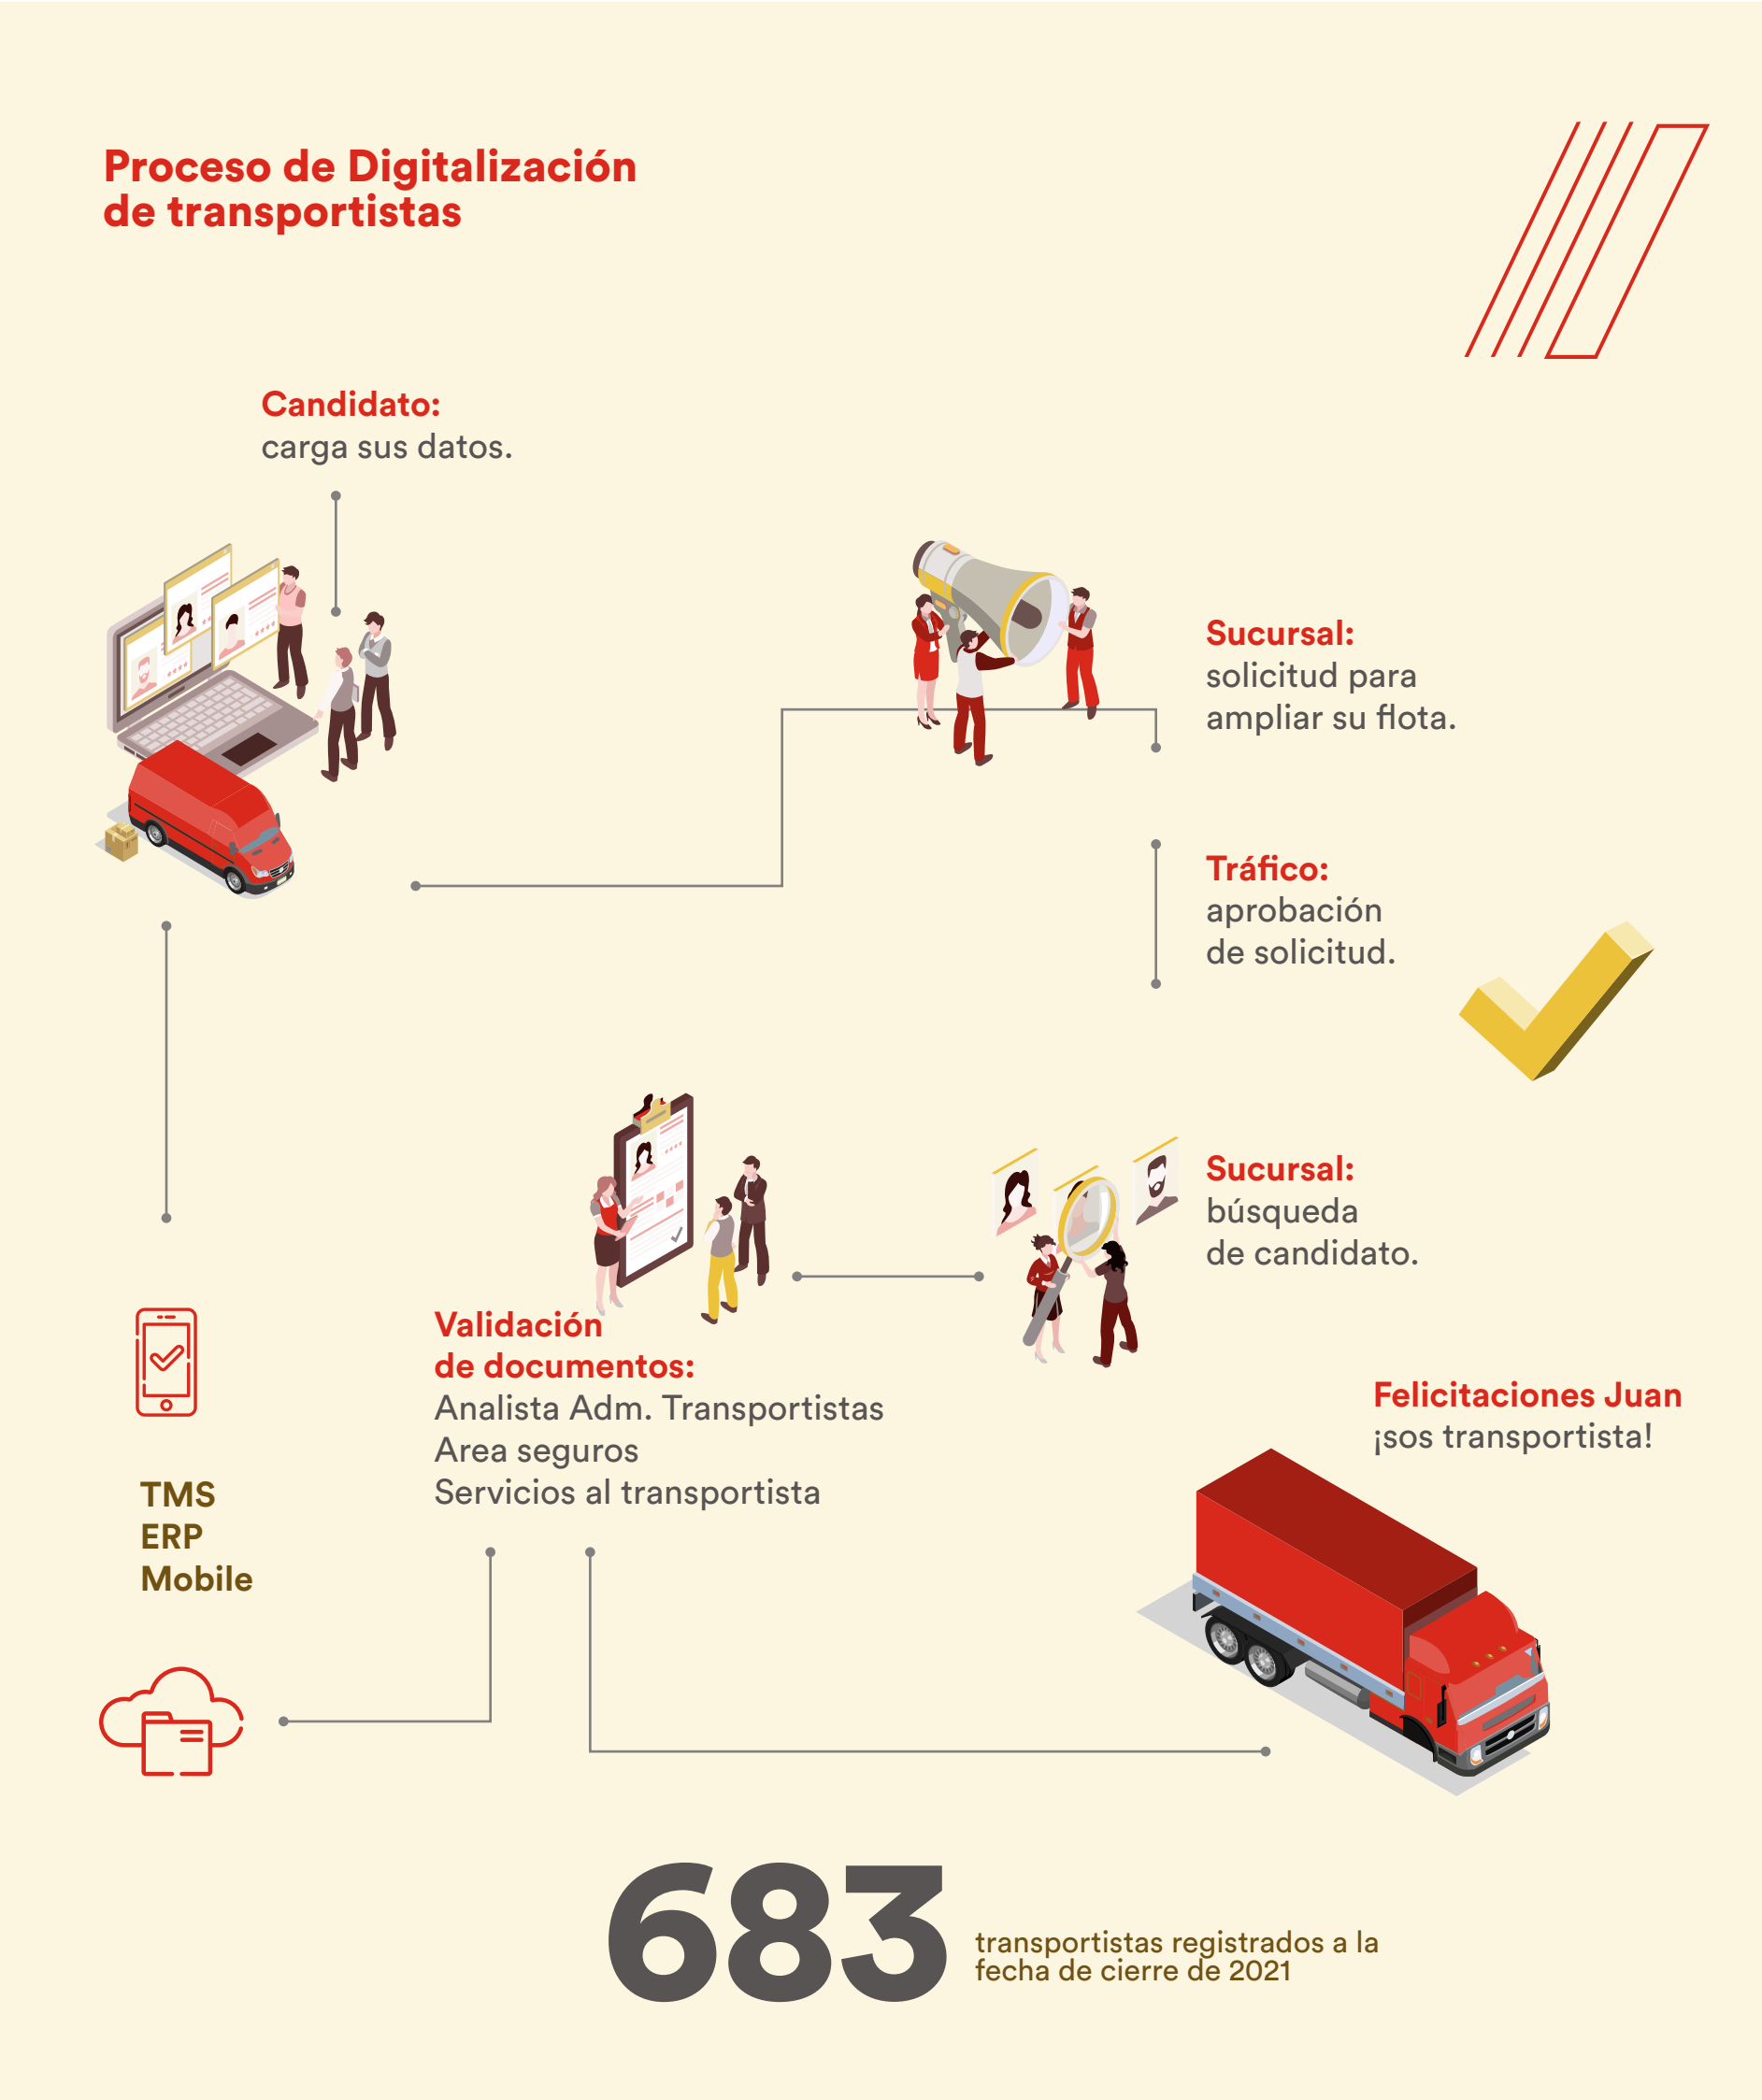 Proceso de Digitalización
de transportistas
Candidato:
carga sus datos.
Sucursal:
solicitud para
ampliar su flota.
Tráfico:
aprobación
de solicitud.
Sucursal:
búsqueda
de candidato.
Validación
de documentos:
Analista Adm. Transportistas
Area seguros
Servicios al transportista
TMS
ERP
Mobile
Felicitaciones Juan
¡sos transportista!
683
transportistas registrados a la
fecha de cierre de 2021